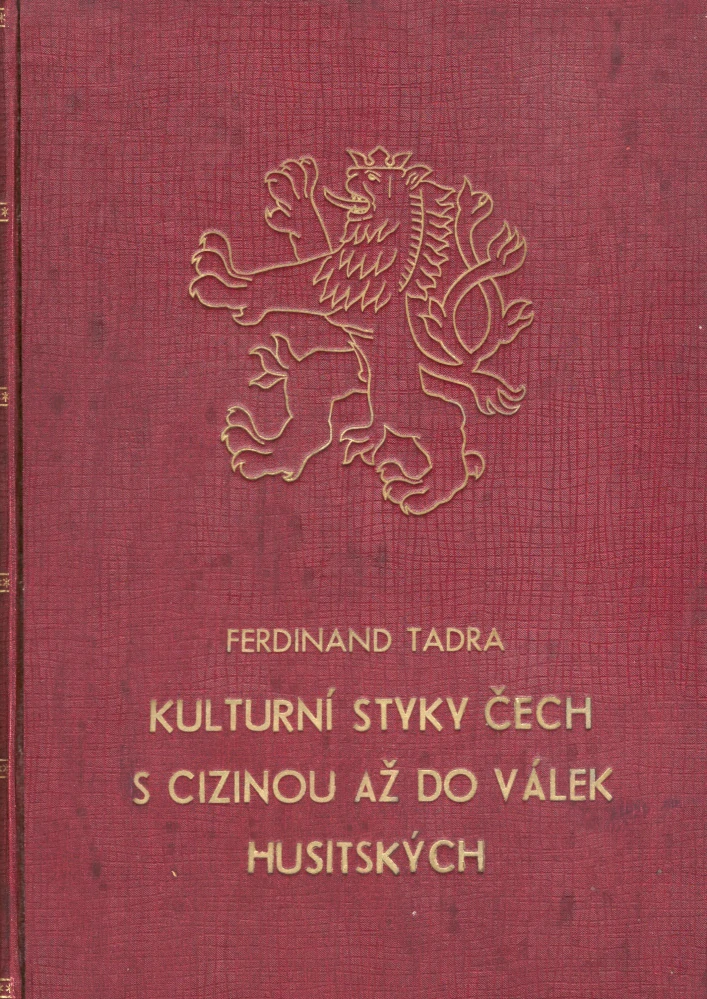 FERDINAND TADRA
KULTURNÍ STYKY ČECH
S CIZINOU AŽ DO VÁLEK
HUSITSKÝCH